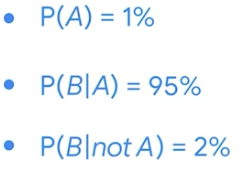 • P(A) = 1%
• P(B|A) = 95%
• P(B|not A) = 2%